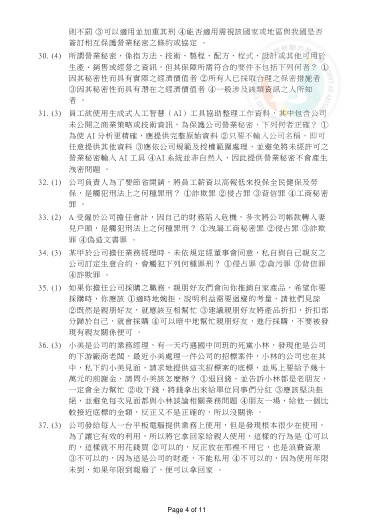 則不罰 ③可以適用並加重其刑 ④能否適用需視該國家或地區與我國是否
簽訂相互保護營業秘密之條約或協定 。
30. (4) 所謂營業秘密，係指方法、技術、製程、配方、程式、設計或其他可用於
生產、銷售或經營之資訊，但其保障所需符合的要件不包括下列何者？ ①
因其秘密性而具有實際之經濟價值者 ②所有人已採取合理之保密措施者
③因其秘密性而具有潛在之經濟價值者 ④一般涉及該類資訊之人所知
者 。
31. (3) 員工欲使用生成式人工智慧（AI）工具協助整理工作資料，其中包含公司
未公開之商業策略或技術資訊。為保護公司營業秘密，下列何者正確？ ①
為使 AI 分析更精確，應提供完整原始資料 ②只要不輸入公司名稱，即可
任意提供其他資料 ③應依公司規範及授權範圍處理，並避免將未經許可之
營業秘密輸入 AI 工具 ④AI 系統並非自然人，因此提供營業秘密不會產生
洩密問題 。
32. (1) 公司負責人為了要節省開銷，將員工薪資以高報低來投保全民健保及勞
保，是觸犯刑法上之何種罪刑？ ①詐欺罪 ②侵占罪 ③背信罪 ④工商秘密
罪 。
33. (2) A 受僱於公司擔任會計，因自己的財務陷入危機，多次將公司帳款轉入妻
兒戶頭，是觸犯刑法上之何種罪刑？ ①洩漏工商秘密罪 ②侵占罪 ③詐欺
罪 ④偽造文書罪 。
34. (3) 某甲於公司擔任業務經理時，未依規定經董事會同意，私自與自己親友之
公司訂定生意合約，會觸犯下列何種罪刑？ ①侵占罪 ②貪污罪 ③背信罪
④詐欺罪 。
35. (1) 如果你擔任公司採購之職務，親朋好友們會向你推銷自家產品，希望你要
採購時，你應該 ①適時地婉拒，說明利益需要迴避的考量，請他們見諒
②既然是親朋好友，就應該互相幫忙 ③建議親朋好友將產品折扣，折扣部
分歸於自己，就會採購 ④可以暗中地幫忙親朋好友，進行採購，不要被發
現有親友關係便可 。
36. (3) 小美是公司的業務經理，有一天巧遇國中同班的死黨小林，發現他是公司
的下游廠商老闆。最近小美處理一件公司的招標案件，小林的公司也在其
中，私下約小美見面，請求她提供這次招標案的底標，並馬上要給予幾十
萬元的前謝金，請問小美該怎麼辦？ ①退回錢，並告訴小林都是老朋友，
一定會全力幫忙 ②收下錢，將錢拿出來給單位同事們分紅 ③應該堅決拒
絕，並避免每次見面都與小林談論相關業務問題 ④朋友一場，給他一個比
較接近底標的金額，反正又不是正確的，所以沒關係 。
37. (3) 公司發給每人一台平板電腦提供業務上使用，但是發現根本很少在使用，
為了讓它有效的利用，所以將它拿回家給親人使用，這樣的行為是 ①可以
的，這樣就不用花錢買 ②可以的，反正放在那裡不用它，也是浪費資源
③不可以的，因為這是公司的財產，不能私用 ④不可以的，因為使用年限
未到，如果年限到報廢了，便可以拿回家 。
Page 4 of 11